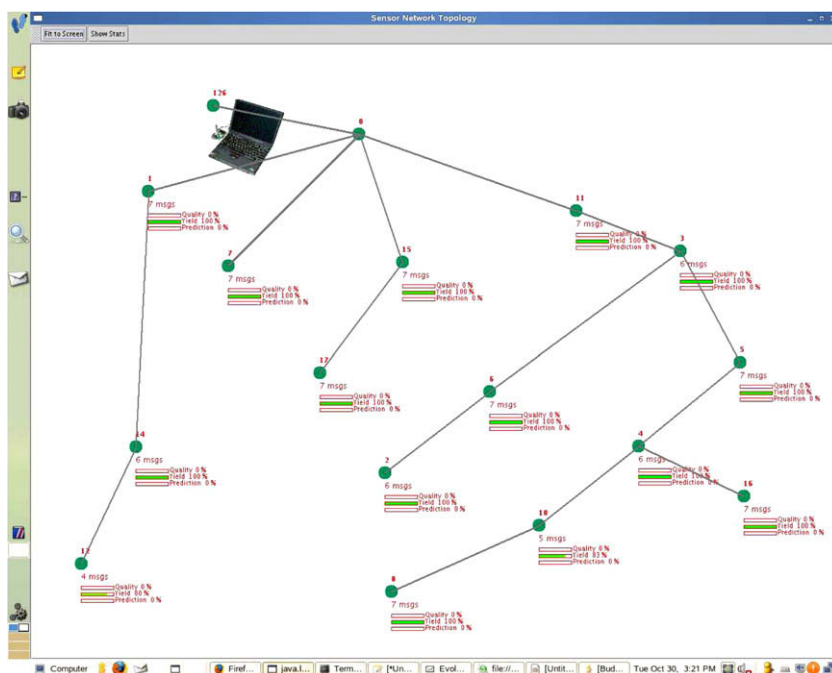 Sensor Network Topology
Fit to Screen Show Stats
126
0
1
7 msgs
Quality 0%
Yield 100%
Prediction 0%
11
7 msgs
Quality 0%
Yield 100%
Prediction 0%
3
6 msgs
Quality 0%
Yield 100%
Prediction 0%
7
7 msgs
Quality 0%
Yield 100%
Prediction 0%
15
7 msgs
Quality 0%
Yield 100%
Prediction 0%
12
7 msgs
Quality 0%
Yield 100%
Prediction 0%
6
7 msgs
Quality 0%
Yield 100%
Prediction 0%
5
7 msgs
Quality 0%
Yield 100%
Prediction 0%
14
6 msgs
Quality 0%
Yield 100%
Prediction 0%
2
6 msgs
Quality 0%
Yield 100%
Prediction 0%
4
6 msgs
Quality 0%
Yield 100%
Prediction 0%
16
7 msgs
Quality 0%
Yield 100%
Prediction 0%
10
5 msgs
Quality 0%
Yield 83%
Prediction 0%
4 msgs
Quality 0%
Yield 80%
Prediction 0%
7 msgs
Quality 0%
Yield 100%
Prediction 0%
Computer Firef... java.l... Term... [*Un... Evol... file://... [Untit... [Bud... Tue Oct 30, 3:21 PM